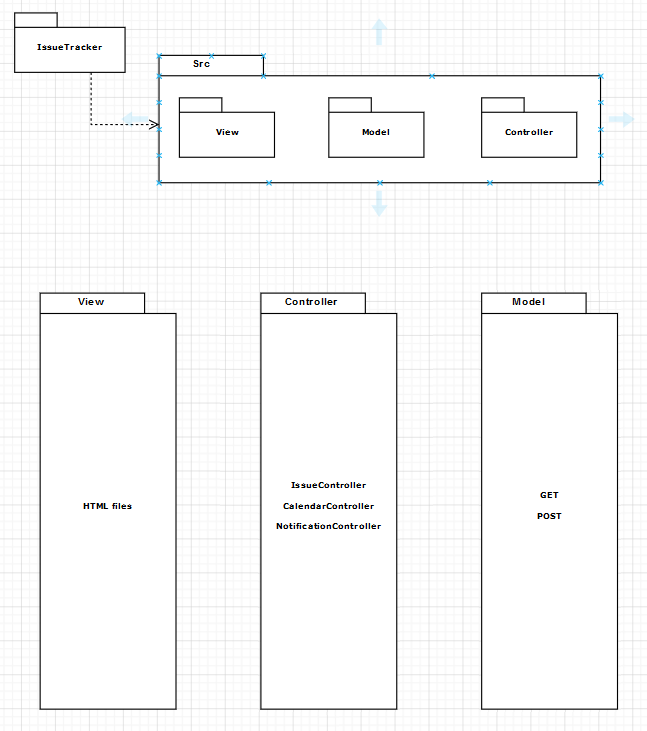 IssueTracker
Src
View
Model
Controller
View
HTML files
Controller
IssueController
CalendarController
NotificationController
Model
GET
POST